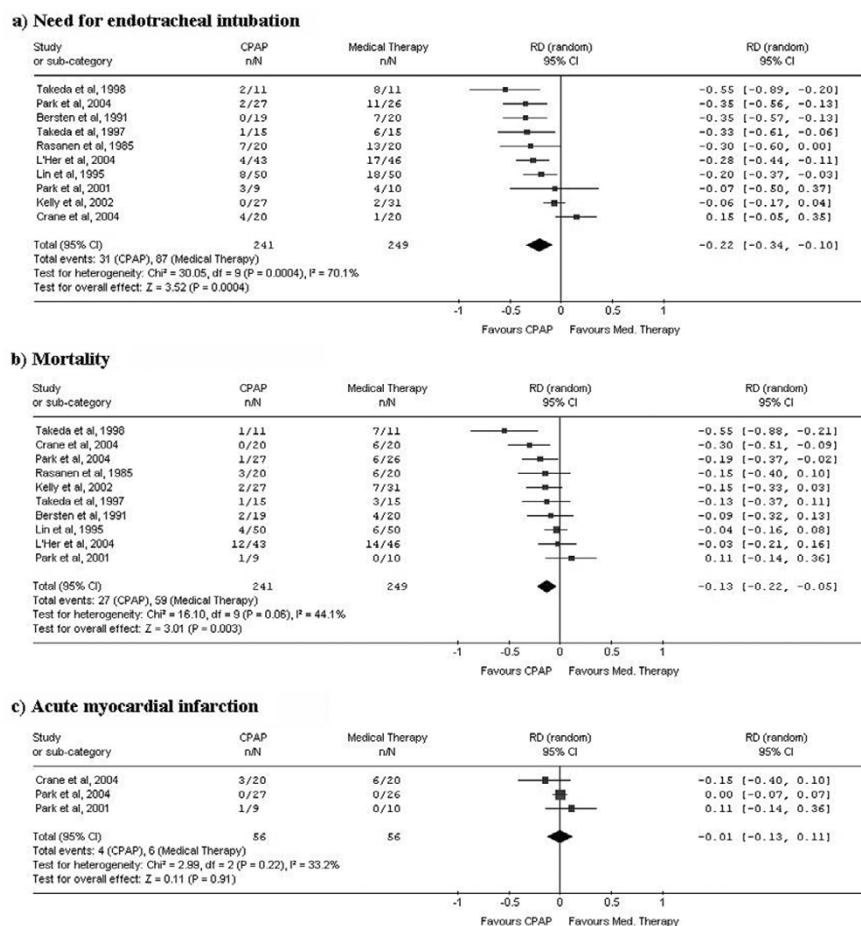 a) Need for endotracheal intubation
Study CPAP Medical Therapy RD (random) RD (random)
or sub-category n/N n/N 95% CI 95% CI
Takeda et al, 1998 2/11 8/11 -0.55 [-0.89, -0.20]
Park et al, 2004 2/27 11/26 -0.35 [-0.56, -0.13]
Bersten et al, 1991 0/19 7/20 -0.35 [-0.57, -0.13]
Takeda et al, 1997 1/15 6/15 -0.33 [-0.61, -0.06]
Rasanen et al, 1985 7/20 13/20 -0.30 [-0.60, 0.00]
L'Her et al, 2004 4/43 17/46 -0.28 [-0.44, -0.11]
Lin et al, 1995 8/50 18/50 -0.20 [-0.37, -0.03]
Park et al, 2001 3/9 4/10 -0.07 [-0.50, 0.37]
Kelly et al, 2002 0/27 2/31 -0.06 [-0.17, 0.04]
Crane et al, 2004 4/20 1/20 0.15 [-0.05, 0.35]
Total (95% CI) 241 249 -0.22 [-0.34, -0.10]
Total events: 31 (CPAP), 87 (Medical Therapy)
Test for heterogeneity: Chi² = 30.05, df = 9 (P = 0.0004), I² = 70.1%
Test for overall effect: Z = 3.52 (P = 0.0004)
-1 -0.5 0 0.5 1
Favours CPAP Favours Med. Therapy
b) Mortality
Study CPAP Medical Therapy RD (random) RD (random)
or sub-category n/N n/N 95% CI 95% CI
Takeda et al, 1998 1/11 7/11 -0.55 [-0.88, -0.21]
Crane et al, 2004 0/20 6/20 -0.30 [-0.51, -0.09]
Park et al, 2004 1/27 6/26 -0.19 [-0.37, -0.02]
Rasanen et al, 1985 3/20 6/20 -0.15 [-0.40, 0.10]
Kelly et al, 2002 2/27 7/31 -0.15 [-0.33, 0.03]
Takeda et al, 1997 1/15 3/15 -0.13 [-0.37, 0.11]
Bersten et al, 1991 2/19 4/20 -0.09 [-0.32, 0.13]
Lin et al, 1995 4/50 6/50 -0.04 [-0.16, 0.08]
L'Her et al, 2004 12/43 14/46 -0.03 [-0.21, 0.16]
Park et al, 2001 1/9 0/10 0.11 [-0.14, 0.36]
Total (95% CI) 241 249 -0.13 [-0.22, -0.05]
Total events: 27 (CPAP), 59 (Medical Therapy)
Test for heterogeneity: Chi² = 16.10, df = 9 (P = 0.06), I² = 44.1%
Test for overall effect: Z = 3.01 (P = 0.003)
-1 -0.5 0 0.5 1
Favours CPAP Favours Med. Therapy
c) Acute myocardial infarction
Study CPAP Medical Therapy RD (random) RD (random)
or sub-category n/N n/N 95% CI 95% CI
Crane et al, 2004 3/20 6/20 -0.15 [-0.40, 0.10]
Park et al, 2004 0/27 0/26 0.00 [-0.07, 0.07]
Park et al, 2001 1/9 0/10 0.11 [-0.14, 0.36]
Total (95% CI) 56 56 -0.01 [-0.13, 0.11]
Total events: 4 (CPAP), 6 (Medical Therapy)
Test for heterogeneity: Chi² = 2.99, df = 2 (P = 0.22), I² = 33.2%
Test for overall effect: Z = 0.11 (P = 0.91)
-1 -0.5 0 0.5 1
Favours CPAP Favours Med. Therapy